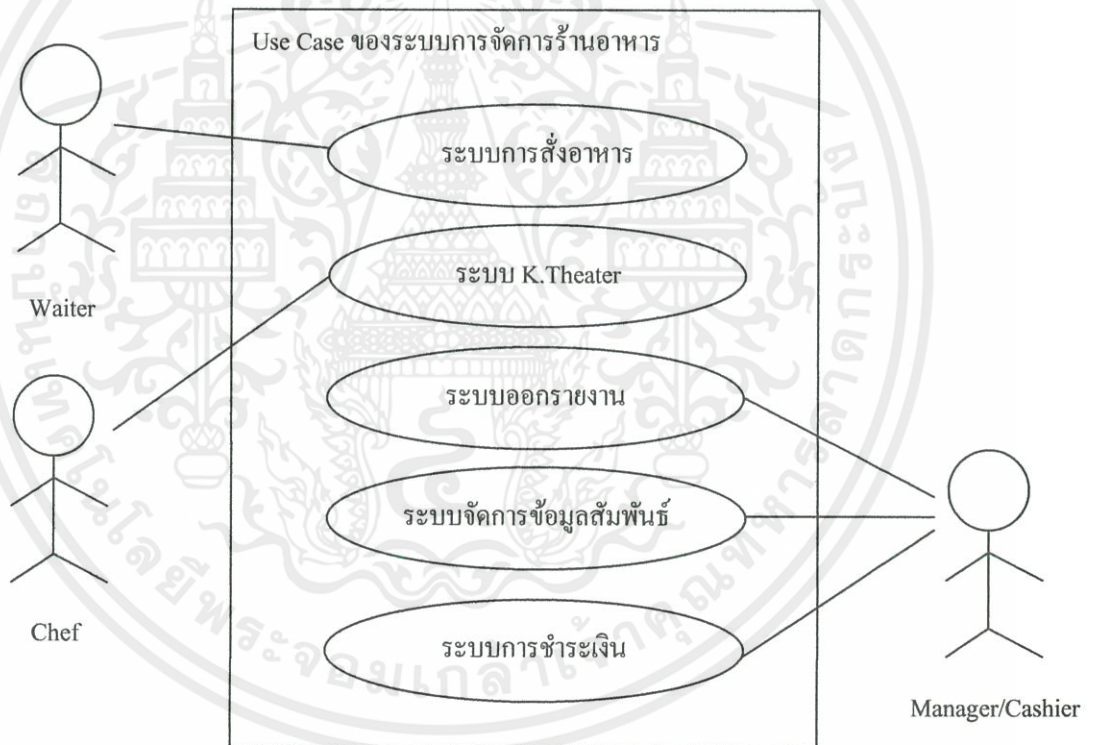 Use Case ของระบบการจัดการร้านอาหาร
ระบบการสั่งอาหาร
Waiter
ระบบ K.Theater
ระบบออกรายงาน
ระบบจัดการข้อมูลสัมพันธ์
Chef
ระบบการชำระเงิน
Manager/Cashier